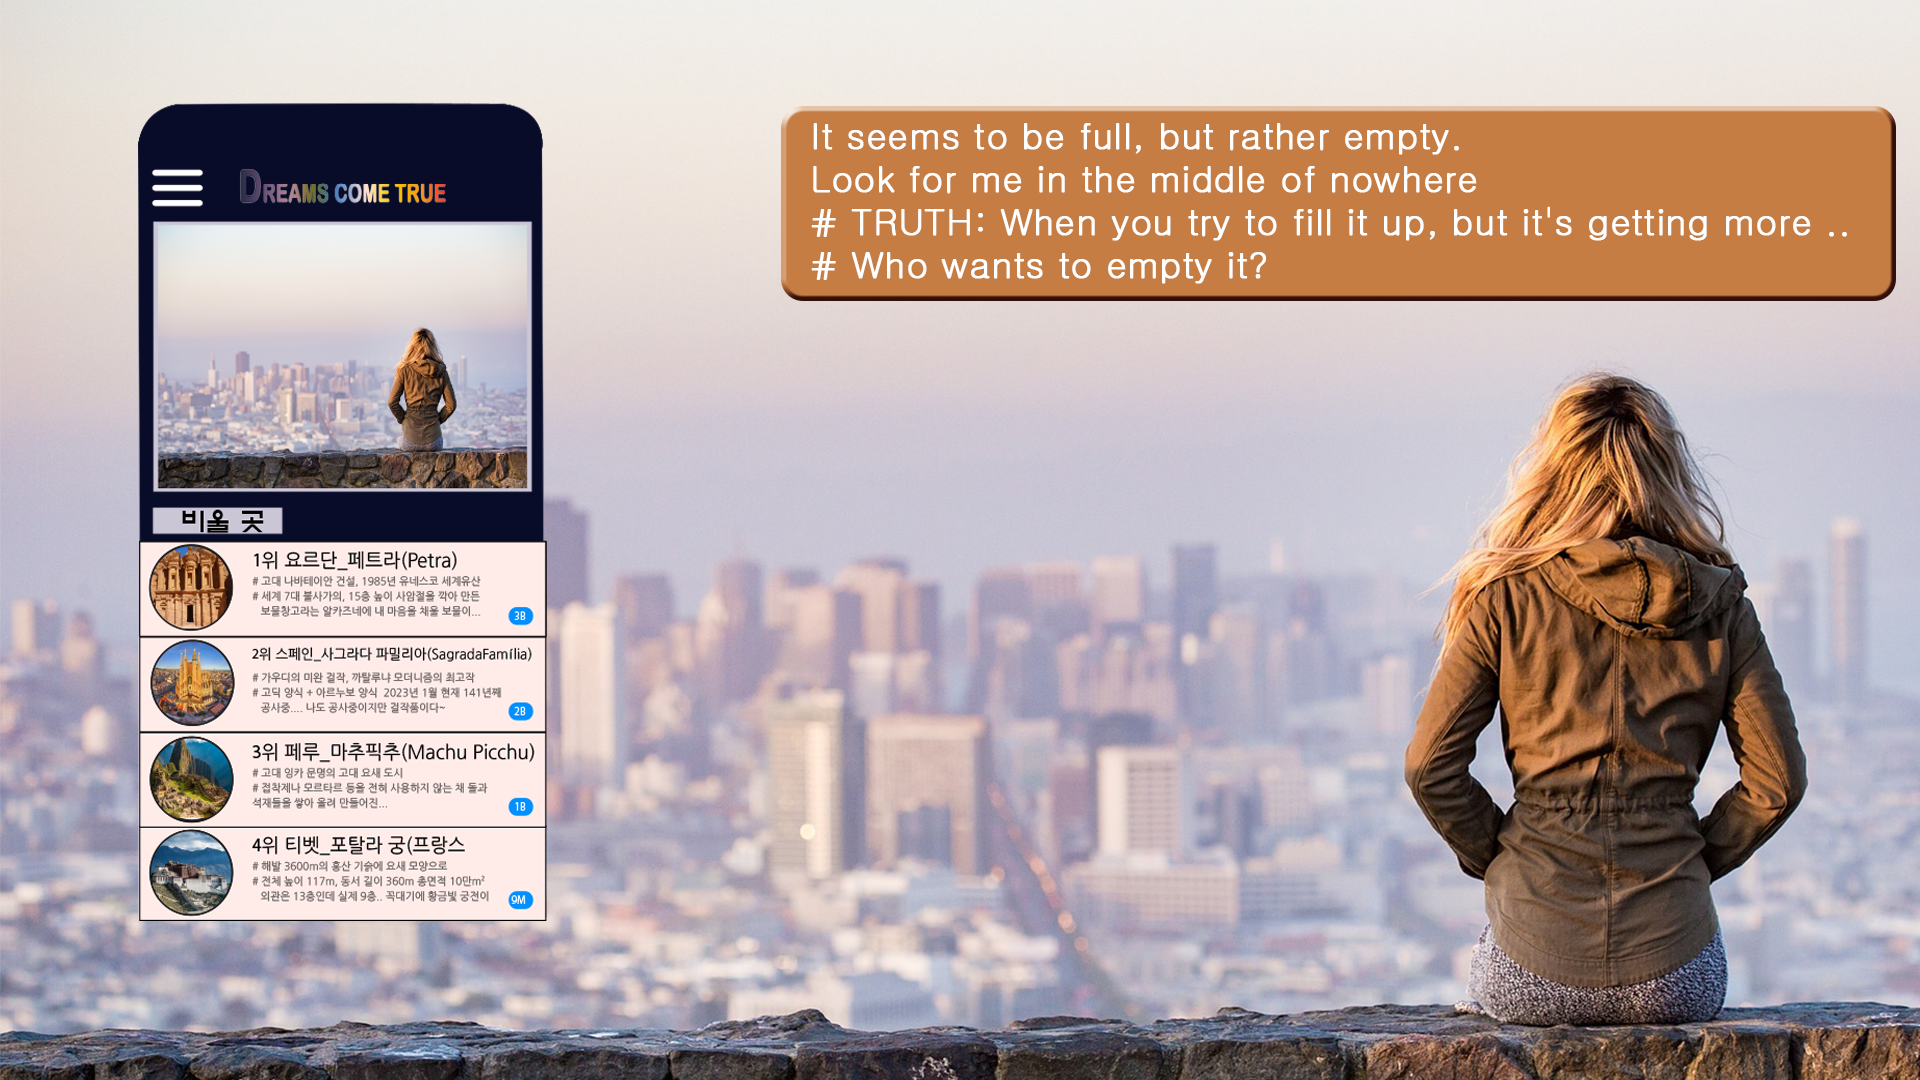 DREAMS COME TRUE
비울 곳
1위 요르단_페트라(Petra)
# 고대 나바테이안 건설, 1985년 유네스코 세계유산
# 세계 7대 불사가의, 15층 높이 사암절을 깍아 만든
보물창고라는 알카즈네에 내 마음을 채울 보물이...
3B
2위 스페인_사그라다 파밀리아(SagradaFamília)
# 가우디의 미완 걸작, 까탈루냐 모더니즘의 최고작
# 고딕 양식 + 아르누보 양식 2023년 1월 현재 141년째
공사중.... 나도 공사중이지만 걸작품이다~
2B
3위 페루_마추픽추(Machu Picchu)
# 고대 잉카 문명의 고대 요새 도시
# 접착제나 모르타르 등을 전혀 사용하지 않는 채 돌과
석재들을 쌓아 올려 만들어진...
1B
4위 티벳_포탈라 궁(프랑스
# 해발 3600m의 홍산 기슭에 요새 모양으로
# 전체 높이 117m, 동서 길이 360m 총면적 10만m²
외관은 13층인데 실제 9층.. 꼭대기에 황금빛 궁전이
9M
It seems to be full, but rather empty.
Look for me in the middle of nowhere
# TRUTH: When you try to fill it up, but it's getting more ..
# Who wants to empty it?